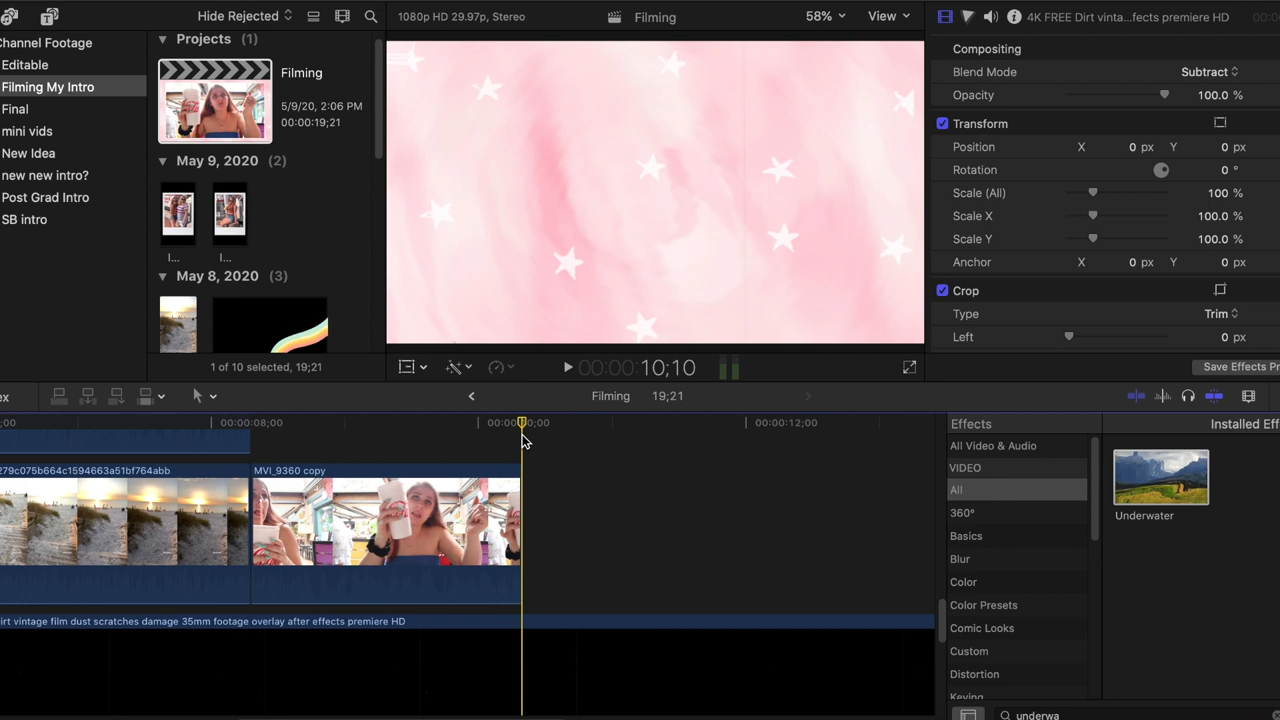 Hide Rejected
1080p HD 29.97p, Stereo
Filming
58%
View
4K FREE Dirt vinta...fects premiere HD
00:0
Channel Footage
Editable
Filming My Intro
Final
mini vids
New Idea
new new intro?
Post Grad Intro
SB intro
Projects (1)
Filming
5/9/20, 2:06 PM
00:00:19;21
May 9, 2020 (2)
I...
I...
May 8, 2020 (3)
1 of 10 selected, 19;21
00:00:00:10;10
Compositing
Blend Mode
Subtract
Opacity
100.0 %
Transform
Position
X
0 px
Y
0 px
Rotation
0 °
Scale (All)
100 %
Scale X
100.0 %
Scale Y
100.0 %
Anchor
X
0 px
Y
0 px
Crop
Type
Trim
Left
0 px
Save Effects Pr
ex
Filming
19;21
;00
00:00:08;00
00:00:12;00
279c075b664c1594663a51bf764abb
MVI_9360 copy
irt vintage film dust scratches damage 35mm footage overlay after effects premiere HD
Effects
Installed Eff
All Video & Audio
VIDEO
All
360°
Basics
Blur
Color
Color Presets
Comic Looks
Custom
Distortion
Keying
Underwater
underwa